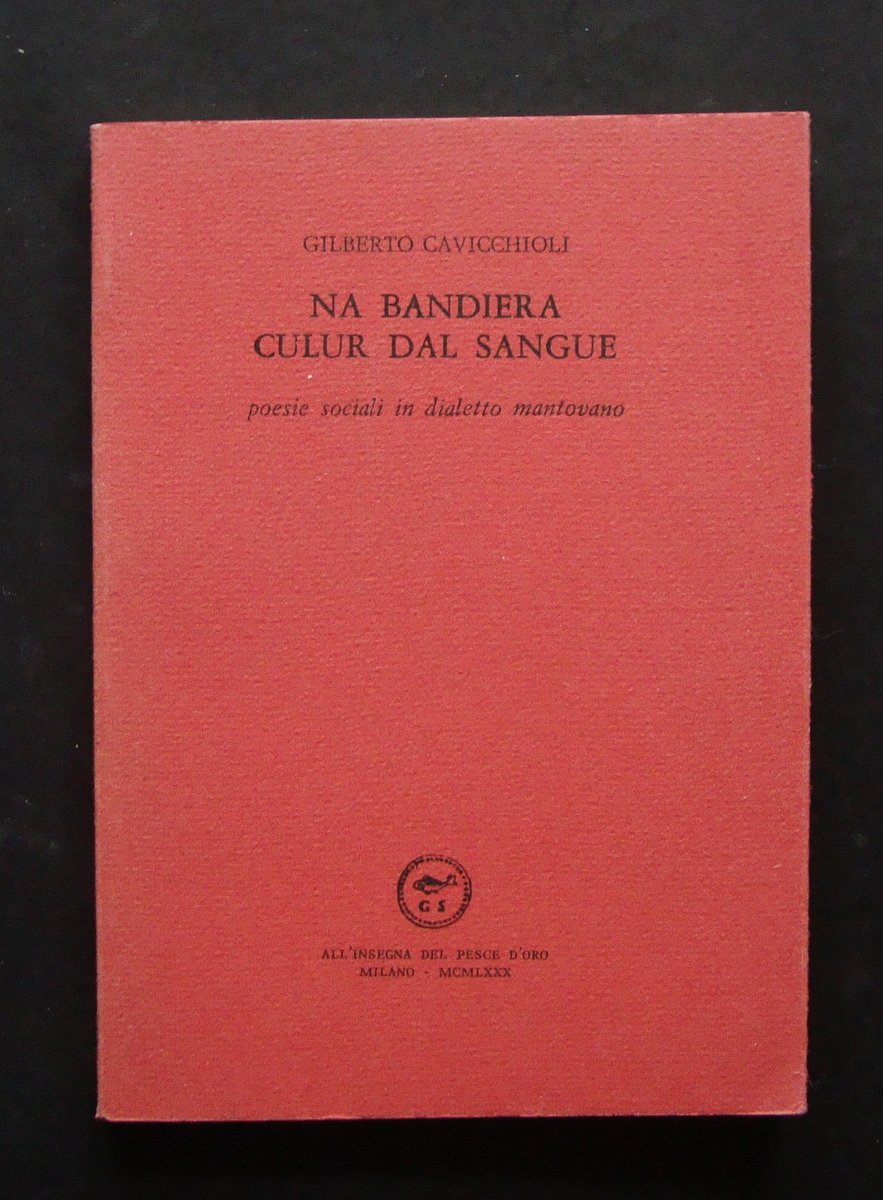 GILBERTO CAVICCHIOLI
NA BANDIERA
CULUR DAL SANGUE
poesie sociali in dialetto mantovano
G S
ALL'INSEGNA DEL PESCE D'ORO
MILANO - MCMLXXX